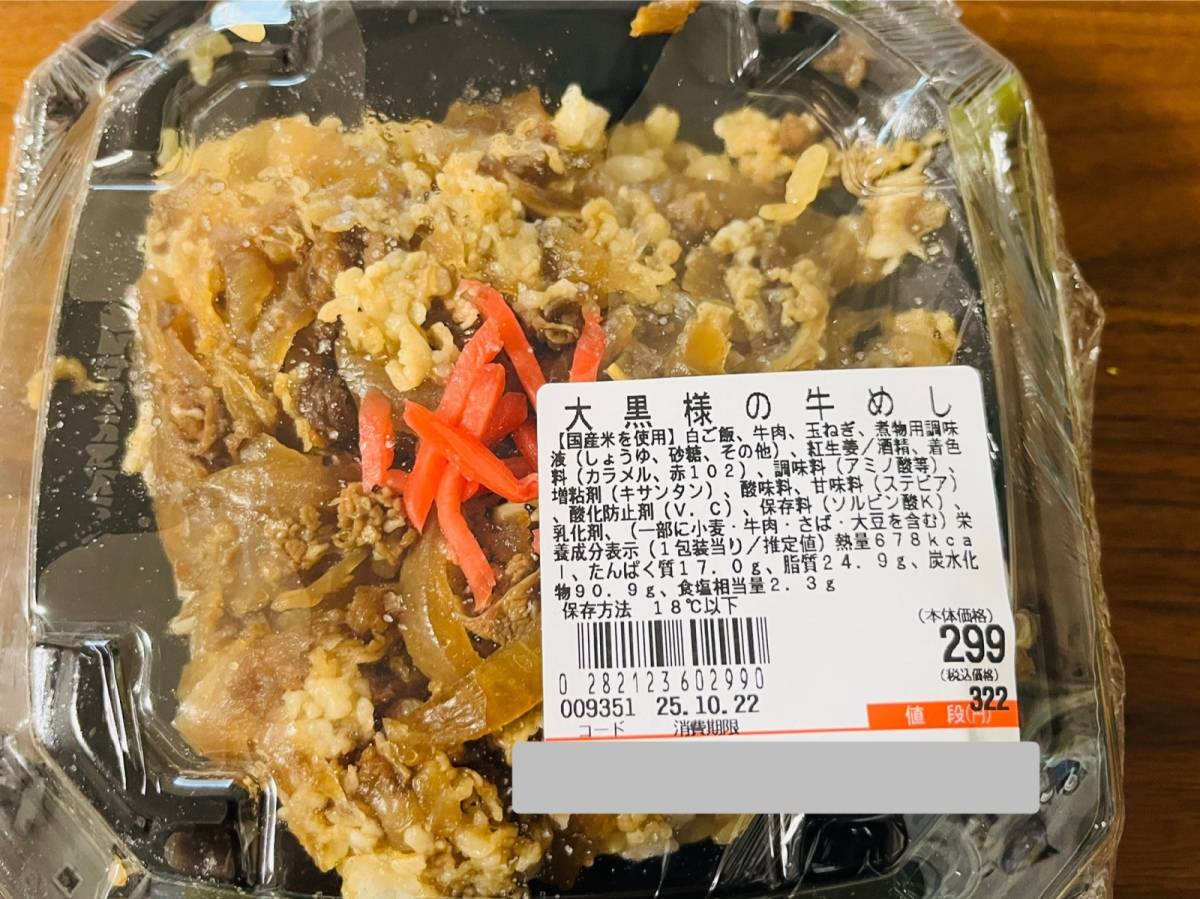 大黒様の牛めし
【国産米を使用】白ご飯、牛肉、玉ねぎ、煮物用調味
液（しょうゆ、砂糖、その他）、紅生姜／酒精、着色
料（カラメル、赤１０２）、調味料（アミノ酸等）、
増粘剤（キサンタン）、酸味料、甘味料（ステビア）
、酸化防止剤（Ｖ．Ｃ）、保存料（ソルビン酸Ｋ）、
乳化剤、（一部に小麦・牛肉・さば・大豆を含む）栄
養成分表示（１包装当り／推定値）熱量６７８ｋｃａ
ｌ、たんぱく質１７．０ｇ、脂質２４．９ｇ、炭水化
物９０．９ｇ、食塩相当量２．３ｇ
保存方法　１８℃以下
(本体価格)
299
(税込価格)
322
値段(円)
0 282123 602990
009351 25.10.22
コード 消費期限